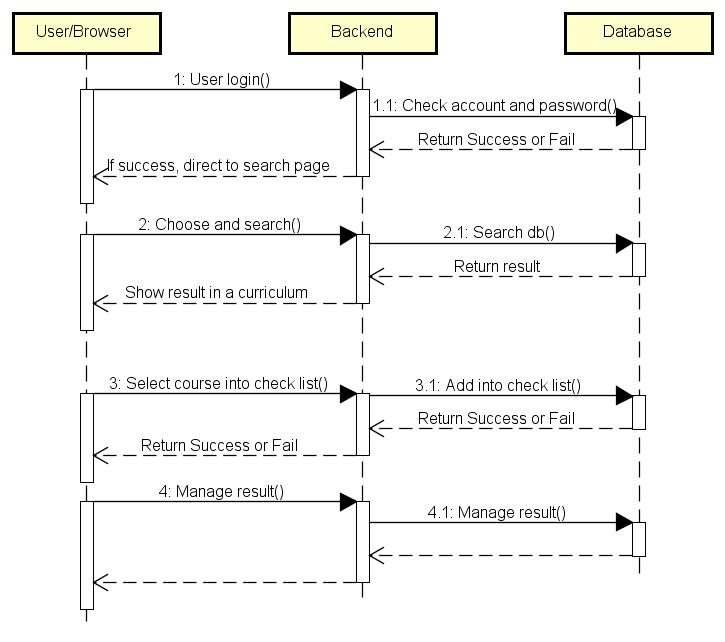 User/Browser
Backend
Database
1: User login()
1.1: Check account and password()
Return Success or Fail
If success, direct to search page
2: Choose and search()
2.1: Search db()
Return result
Show result in a curriculum
3: Select course into check list()
3.1: Add into check list()
Return Success or Fail
Return Success or Fail
4: Manage result()
4.1: Manage result()